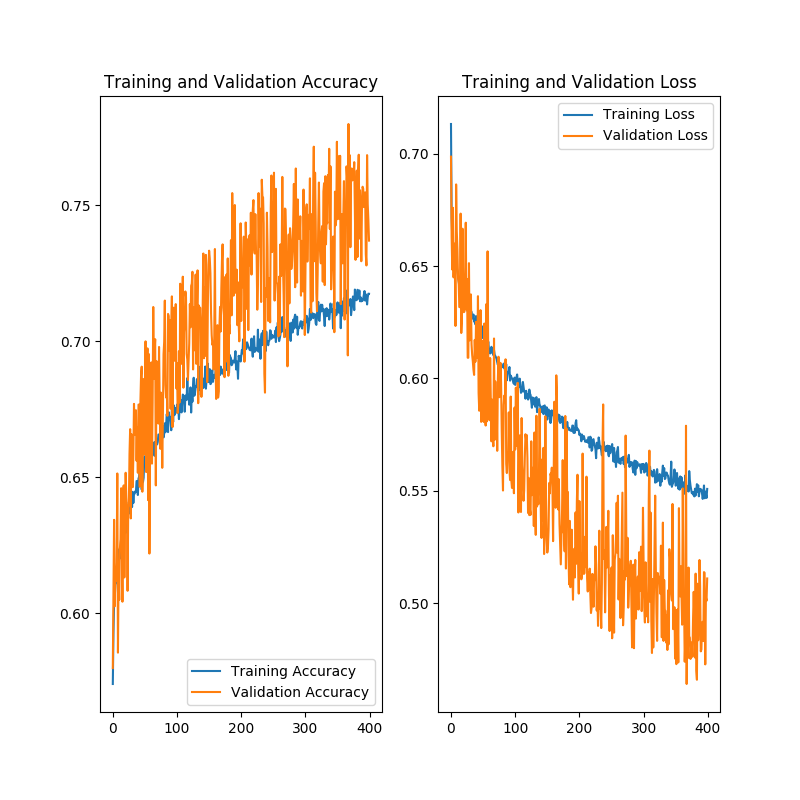 Training and Validation Accuracy
0.75
0.70
0.65
0.60
Training Accuracy
Validation Accuracy
0 100 200 300 400
Training and Validation Loss
Training Loss
Validation Loss
0.70
0.65
0.60
0.55
0.50
0 100 200 300 400